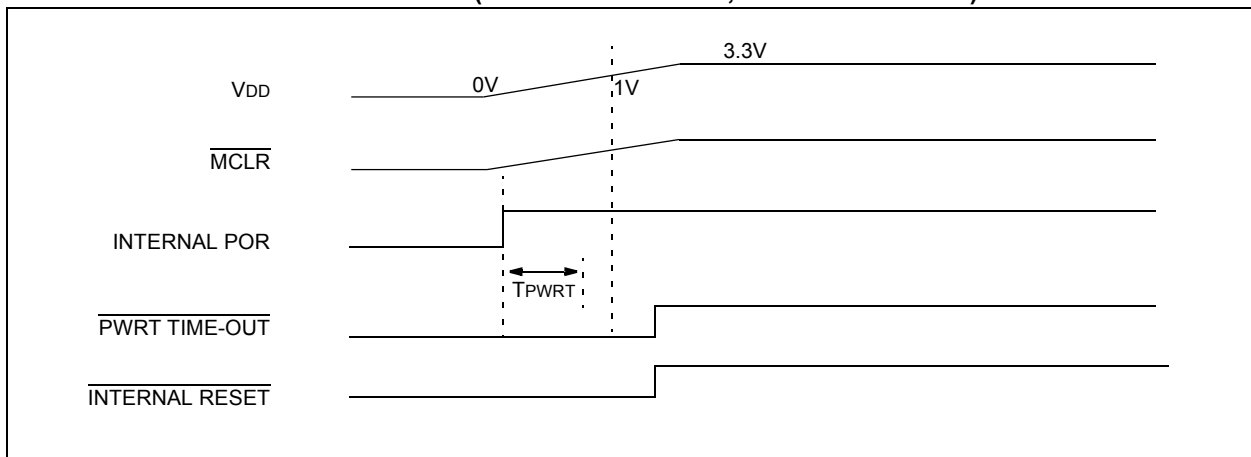 3.3V
VDD 0V 1V
MCLR
INTERNAL POR
TPWRT
PWRT TIME-OUT
INTERNAL RESET